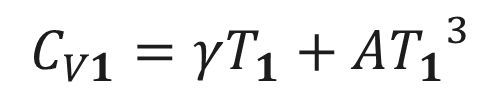 C_{V1} = γT_1 + AT_1^3